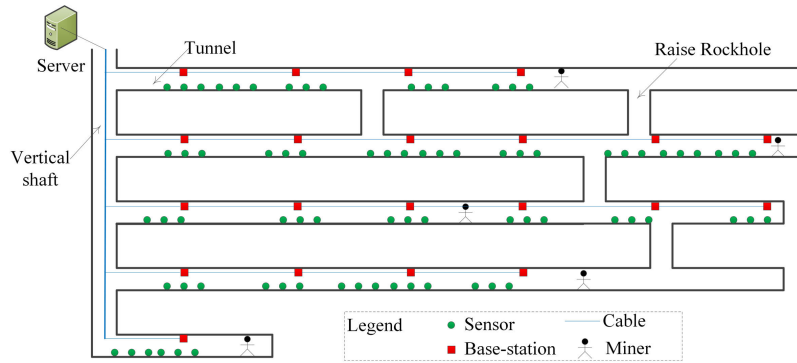 Server
Tunnel
Raise Rockhole
Vertical
shaft
Legend
Sensor
Cable
Base-station
Miner